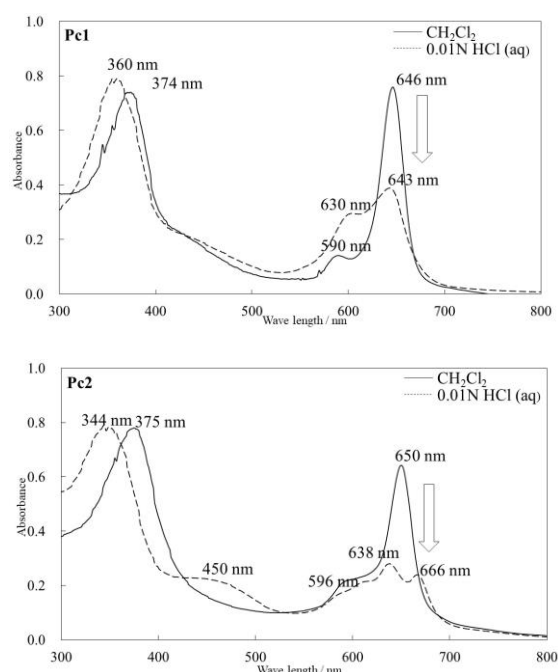 Pc1
CH₂Cl₂
0.01N HCl (aq)
1.0
360 nm
374 nm
646 nm
0.8
0.6
643 nm
0.4
630 nm
590 nm
0.2
0.0
300 400 500 600 700 800
Absorbance
Wave length / nm
Pc2
CH₂Cl₂
0.01N HCl (aq)
1.0
344 nm
375 nm
0.8
650 nm
0.6
0.4
638 nm
450 nm
596 nm
666 nm
0.2
0.0
300 400 500 600 700 800
Absorbance
Wave length / nm